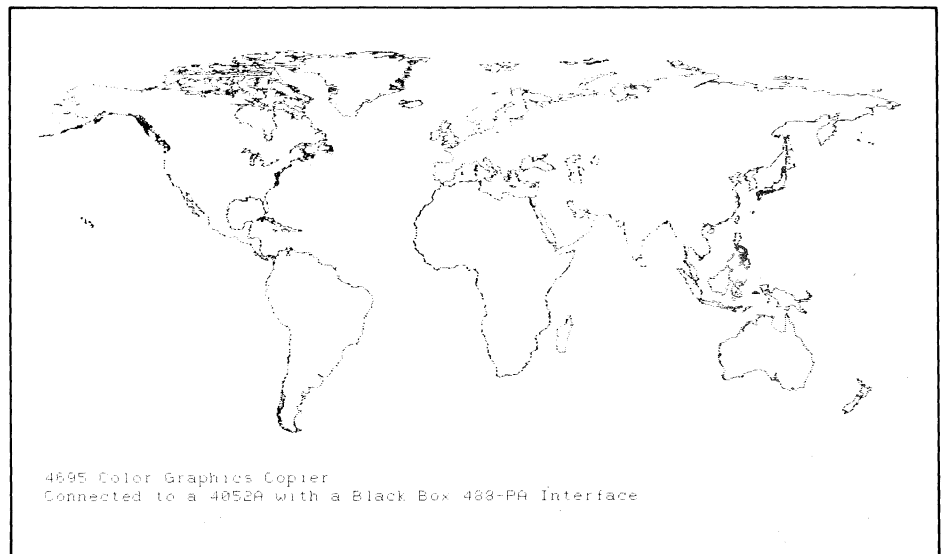 4695 Color Graphics Copier
Connected to a 4052A with a Black Box 488-PA Interface